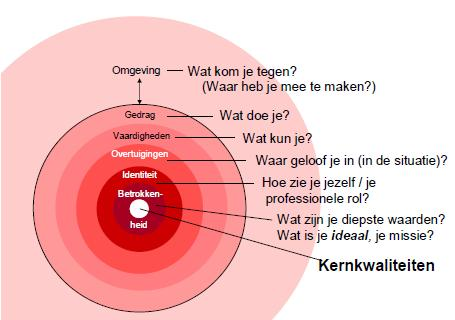 Omgeving Wat kom je tegen?
(Waar heb je mee te maken?)
Gedrag Wat doe je?
Vaardigheden Wat kun je?
Overtuigingen Waar geloof je in (in de situatie)?
Identiteit Hoe zie je jezelf / je
professionele rol?
Betrokken-
heid
Wat zijn je diepste waarden?
Wat is je ideaal, je missie?
Kernkwaliteiten